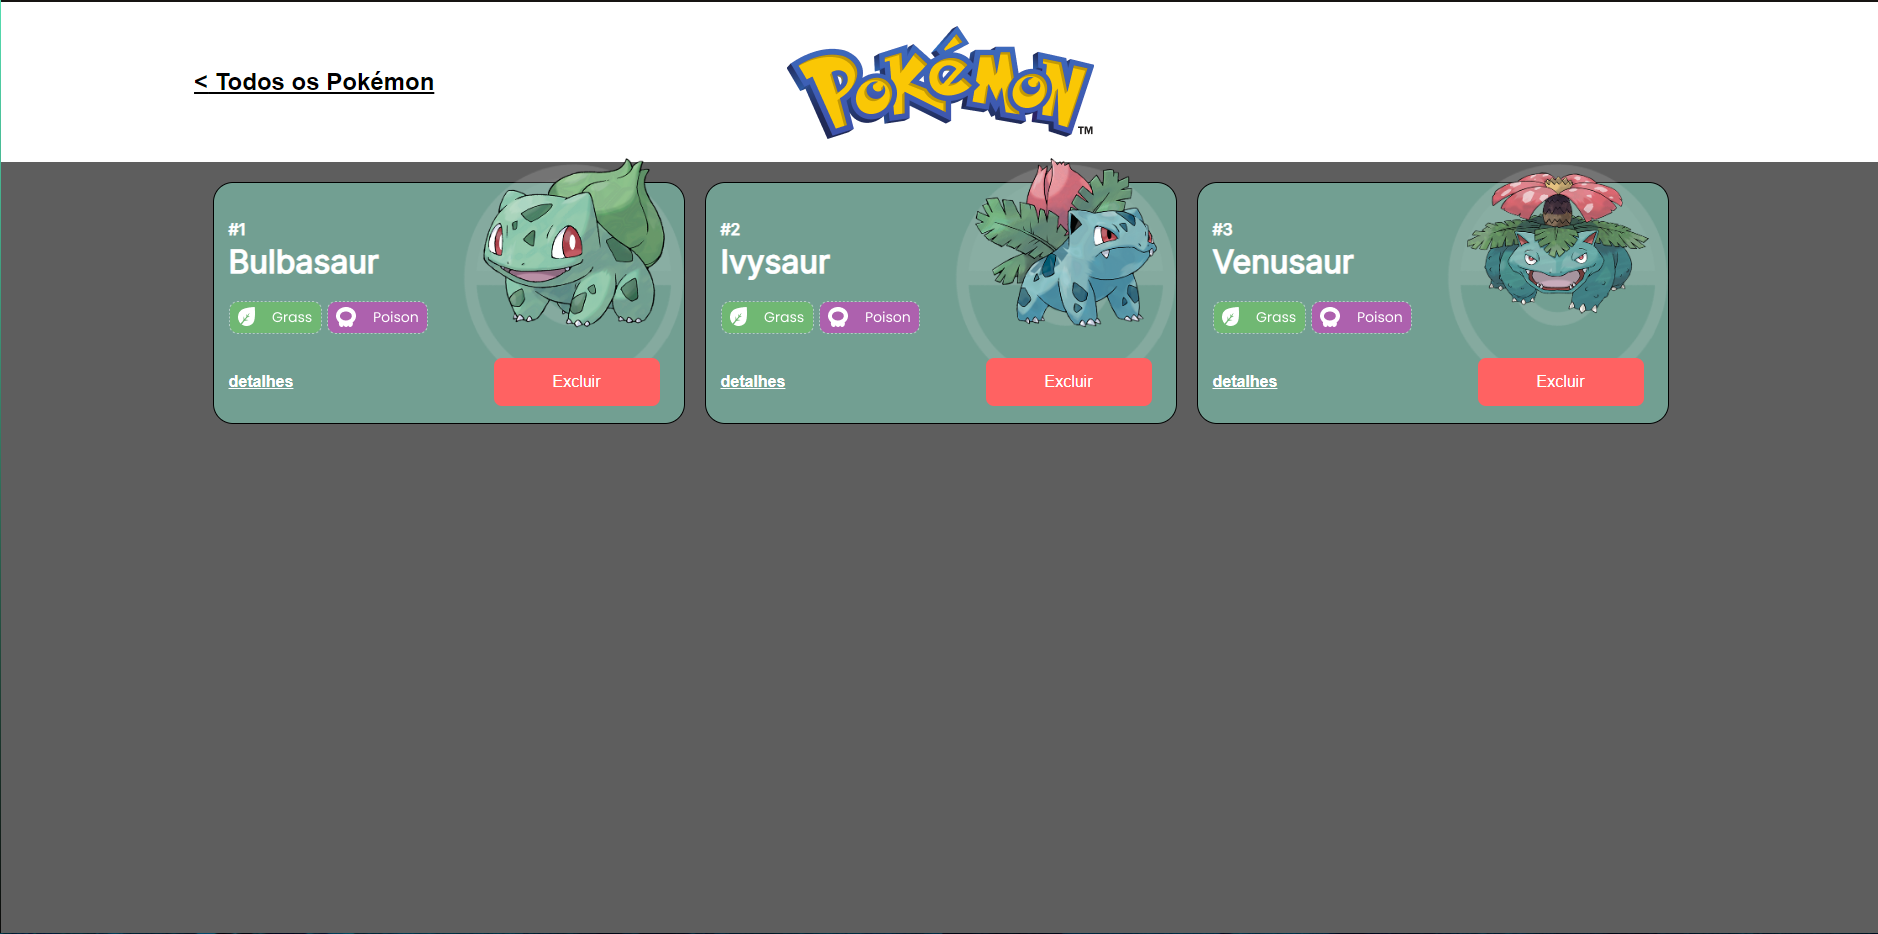 < Todos os Pokémon
POKéMON
TM
#1
Bulbasaur
Grass Poison
detalhes Excluir
#2
Ivysaur
Grass Poison
detalhes Excluir
#3
Venusaur
Grass Poison
detalhes Excluir